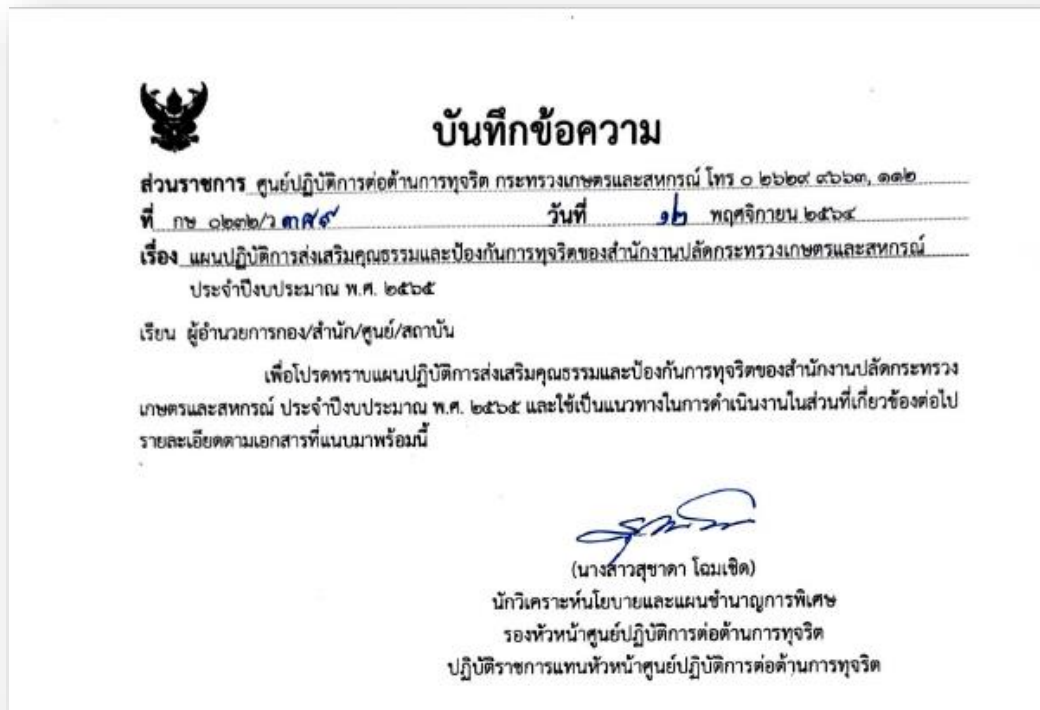 บันทึกข้อความ
ส่วนราชการ ศูนย์ปฏิบัติการต่อต้านการทุจริต กระทรวงเกษตรและสหกรณ์ โทร ๐ ๒๖๒๙ ๙๖๖๓, ๑๑๒
ที่ กษ ๐๒๓๒/ว ๓๕๙ วันที่ ๑๒ พฤศจิกายน ๒๕๖๔
เรื่อง แผนปฏิบัติการส่งเสริมคุณธรรมและป้องกันการทุจริตของสำนักงานปลัดกระทรวงเกษตรและสหกรณ์
ประจำปีงบประมาณ พ.ศ. ๒๕๖๕
เรียน ผู้อำนวยการกอง/สำนัก/ศูนย์/สถาบัน
เพื่อโปรดทราบแผนปฏิบัติการส่งเสริมคุณธรรมและป้องกันการทุจริตของสำนักงานปลัดกระทรวง
เกษตรและสหกรณ์ ประจำปีงบประมาณ พ.ศ. ๒๕๖๕ และใช้เป็นแนวทางในการดำเนินงานในส่วนที่เกี่ยวข้องต่อไป
รายละเอียดตามเอกสารที่แนบมาพร้อมนี้
(นางสาวสุชาดา โฉมเชิด)
นักวิเคราะห์นโยบายและแผนชำนาญการพิเศษ
รองหัวหน้าศูนย์ปฏิบัติการต่อต้านการทุจริต
ปฏิบัติราชการแทนหัวหน้าศูนย์ปฏิบัติการต่อต้านการทุจริต